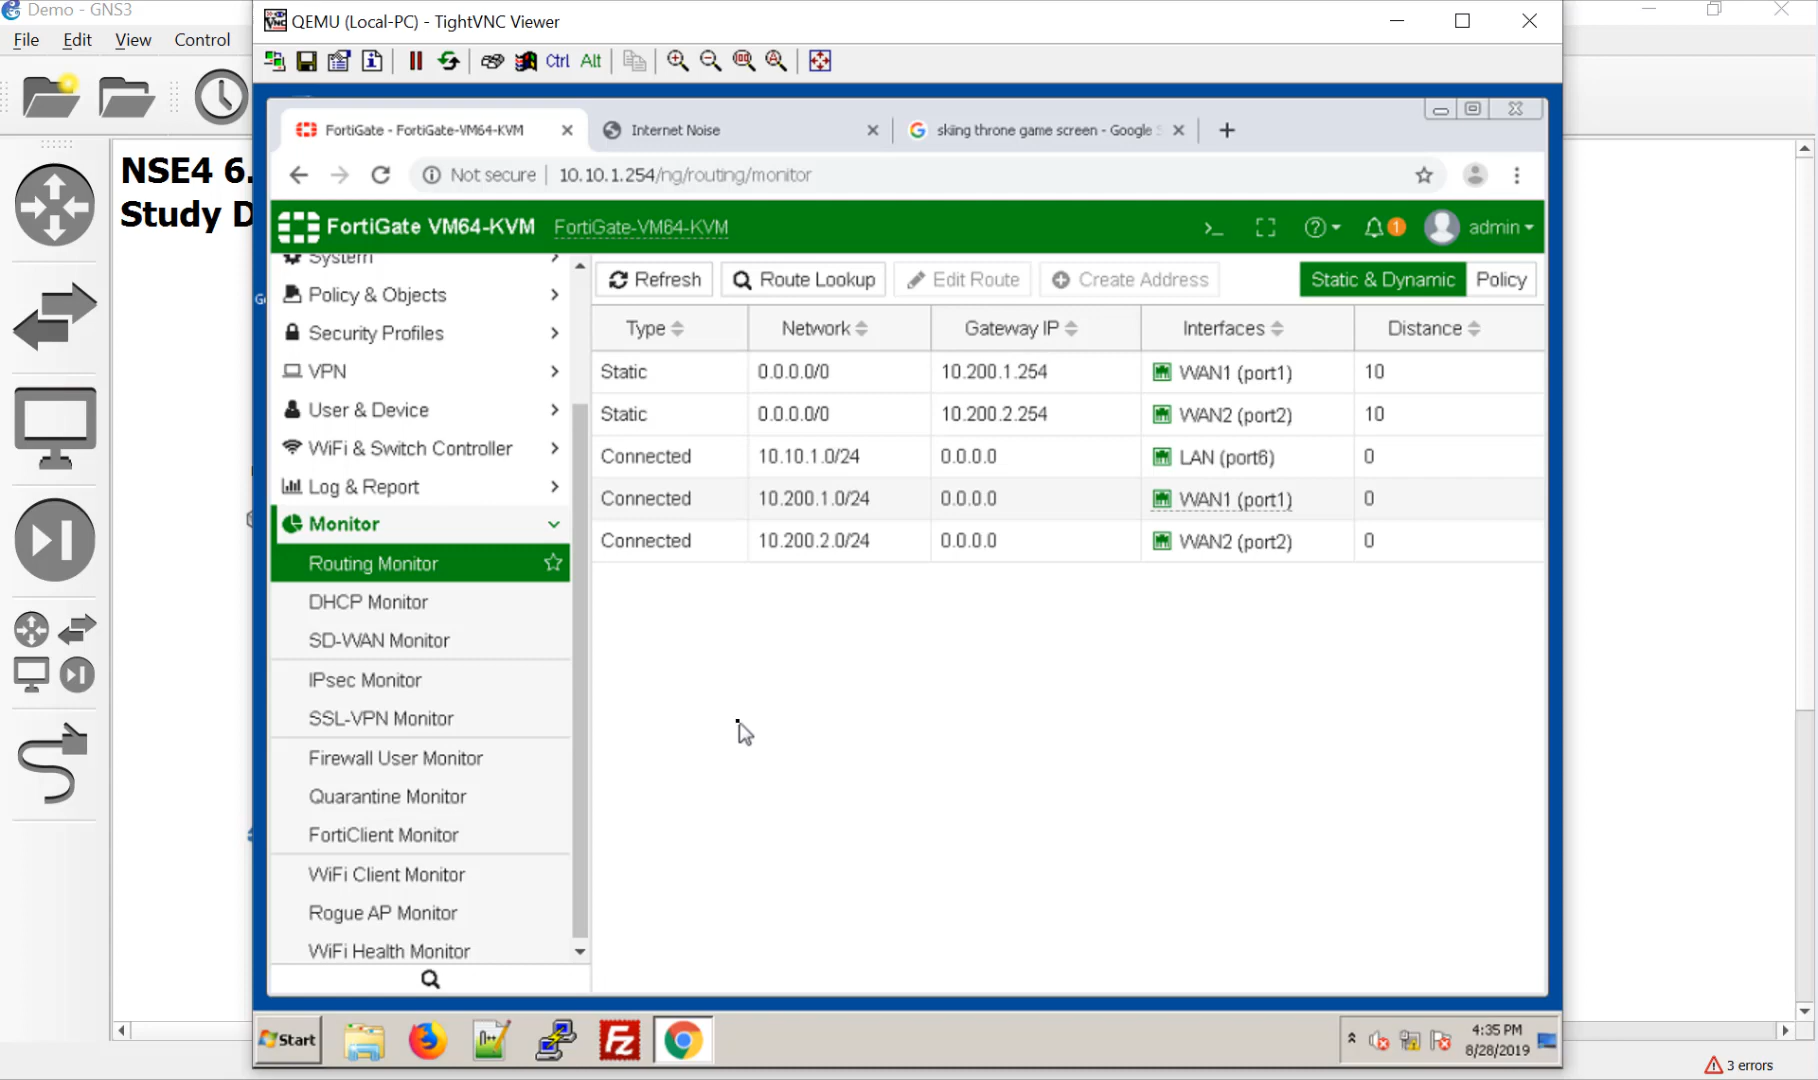 Demo - GNS3
File Edit View Control
QEMU (Local-PC) - TightVNC Viewer
Ctrl Alt
NSE4 6.
Study D
FortiGate - FortiGate-VM64-KVM
Internet Noise
skiing throne game screen - Google
Not secure 10.10.1.254/ng/routing/monitor
FortiGate VM64-KVM FortiGate-VM64-KVM
>_ 1 admin
System
Policy & Objects
Security Profiles
VPN
User & Device
WiFi & Switch Controller
Log & Report
Monitor
Routing Monitor
DHCP Monitor
SD-WAN Monitor
IPsec Monitor
SSL-VPN Monitor
Firewall User Monitor
Quarantine Monitor
FortiClient Monitor
WiFi Client Monitor
Rogue AP Monitor
WiFi Health Monitor
Refresh Route Lookup Edit Route Create Address Static & Dynamic Policy
Type Network Gateway IP Interfaces Distance
Static 0.0.0.0/0 10.200.1.254 WAN1 (port1) 10
Static 0.0.0.0/0 10.200.2.254 WAN2 (port2) 10
Connected 10.10.1.0/24 0.0.0.0 LAN (port6) 0
Connected 10.200.1.0/24 0.0.0.0 WAN1 (port1) 0
Connected 10.200.2.0/24 0.0.0.0 WAN2 (port2) 0
Start
4:35 PM
8/28/2019
3 errors